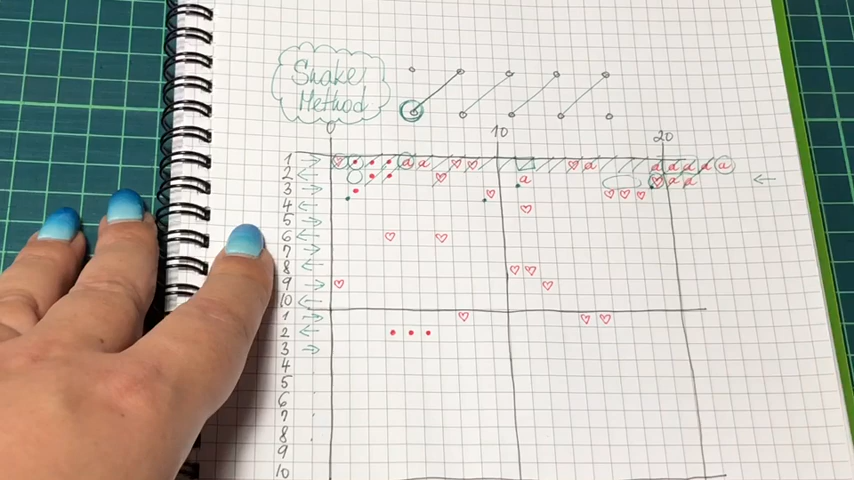 Snake
Method
0 10 20
1 → ♡ a a ♡ ♡ ♡ a a a a a a
2 ← ♡ a ♡ a a ←
3 → ♡ ♡ ♡ ♡
4 ← ♡
5 →
6 ← ♡ ♡
7 →
8 ← ♡ ♡
9 → ♡ ♡
10 ←
1 → ♡ ♡ ♡
2 ←
3 →
4
5
6
7
8
9
10